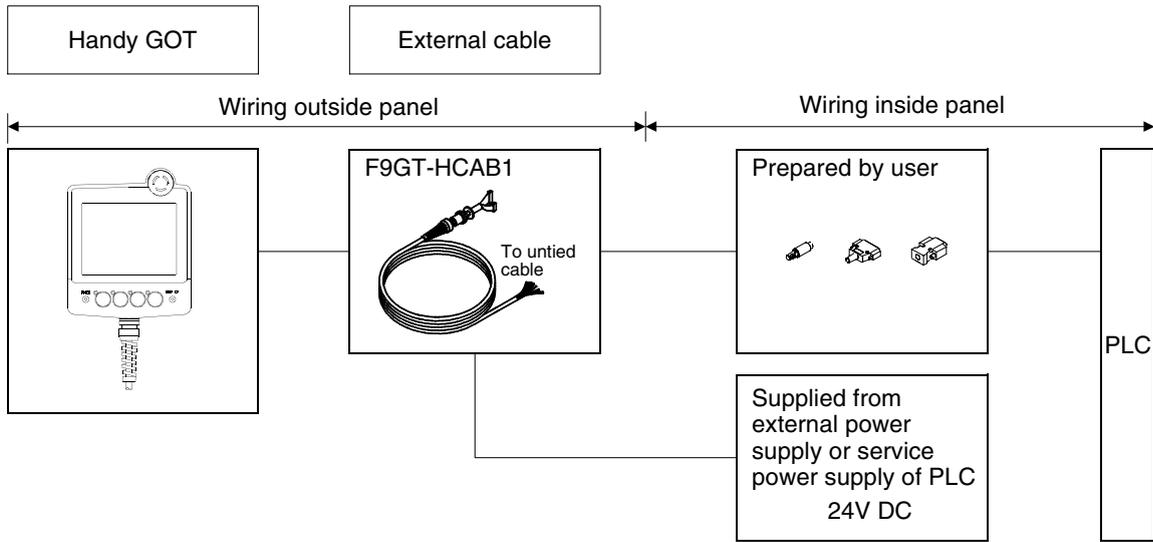 Handy GOT
External cable
Wiring outside panel
Wiring inside panel
F9GT-HCAB1
To untied
cable
Prepared by user
PLC
Supplied from
external power
supply or service
power supply of PLC
24V DC